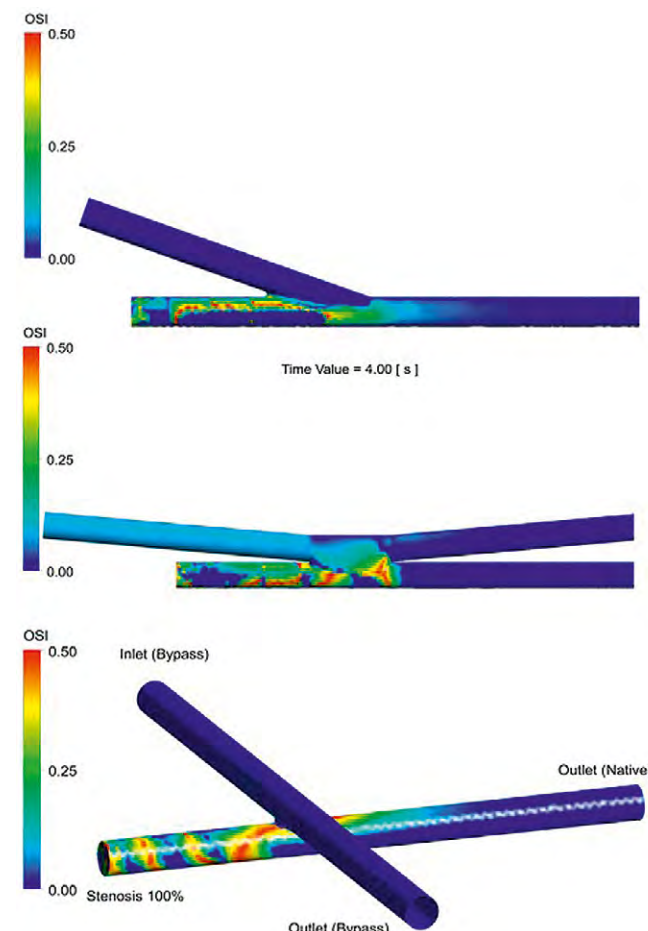 OSI
0.50
0.25
0.00
Time Value = 4.00 [ s ]
OSI
0.50
0.25
0.00
OSI
0.50
Inlet (Bypass)
0.25
Outlet (Native
0.00
Stenosis 100%
Outlet (Bypass)